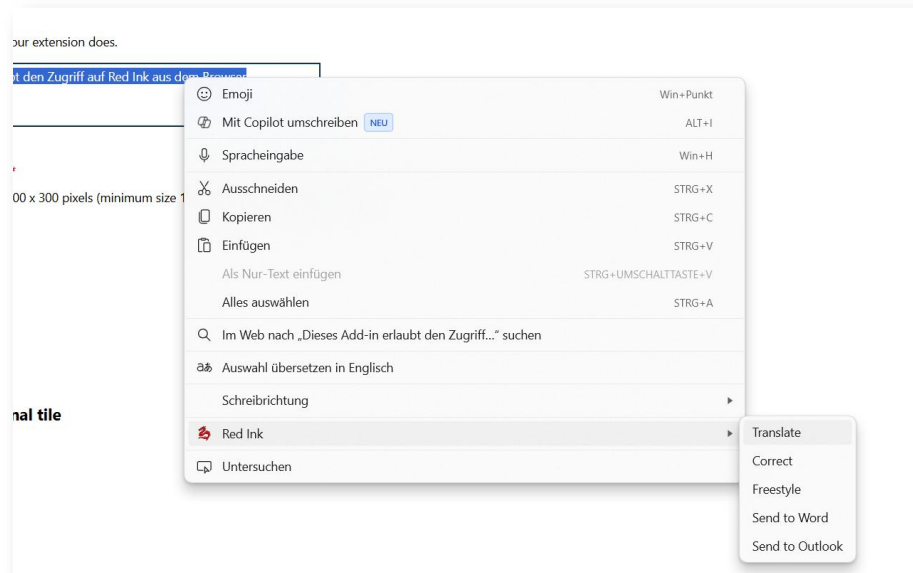 our extension does.
t den Zugriff auf Red Ink aus dem Browser
Emoji Win+Punkt
Mit Copilot umschreiben NEU ALT+I
Spracheingabe Win+H
*
00 x 300 pixels (minimum size 1
Ausschneiden STRG+X
Kopieren STRG+C
Einfügen STRG+V
Als Nur-Text einfügen STRG+UMSCHALTTASTE+V
Alles auswählen STRG+A
Im Web nach „Dieses Add-in erlaubt den Zugriff...“ suchen
Auswahl übersetzen in Englisch
Schreibrichtung
nal tile
Red Ink
Untersuchen
Translate
Correct
Freestyle
Send to Word
Send to Outlook